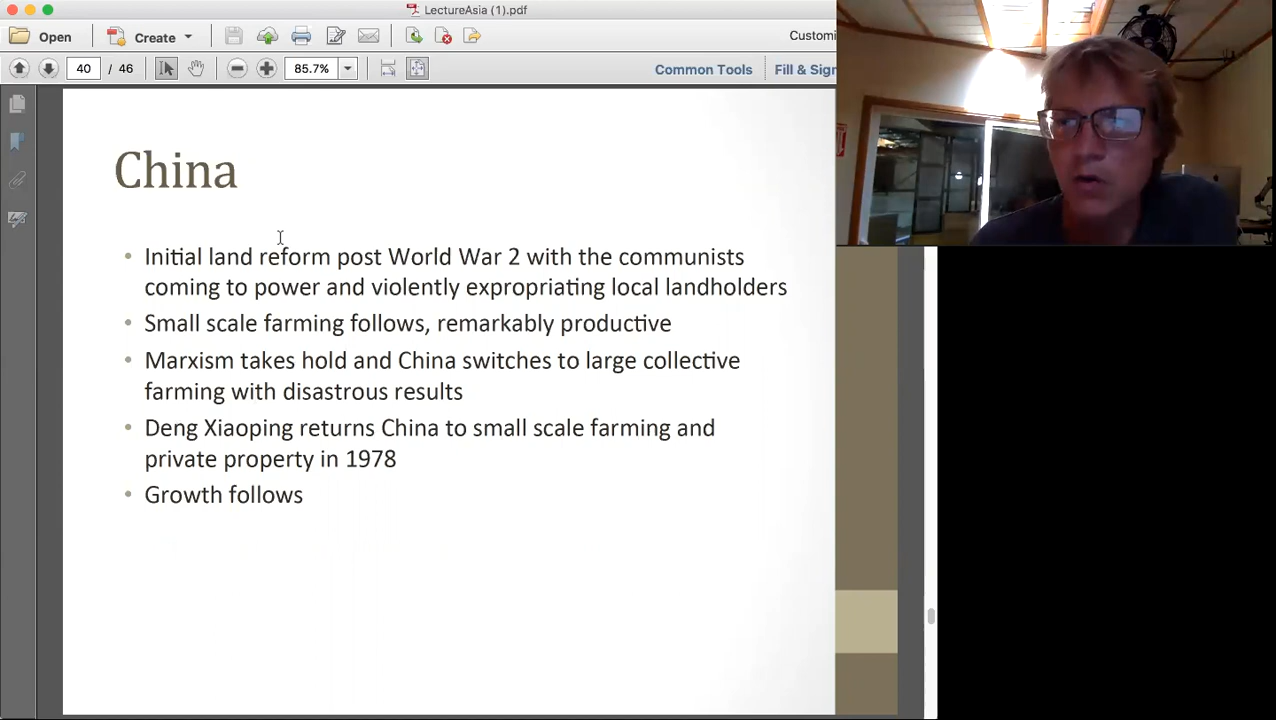 LectureAsia (1).pdf
Open
Create
Customi
40 / 46
85.7%
Common Tools
Fill & Sign
China
• Initial land reform post World War 2 with the communists
coming to power and violently expropriating local landholders
• Small scale farming follows, remarkably productive
• Marxism takes hold and China switches to large collective
farming with disastrous results
• Deng Xiaoping returns China to small scale farming and
private property in 1978
• Growth follows